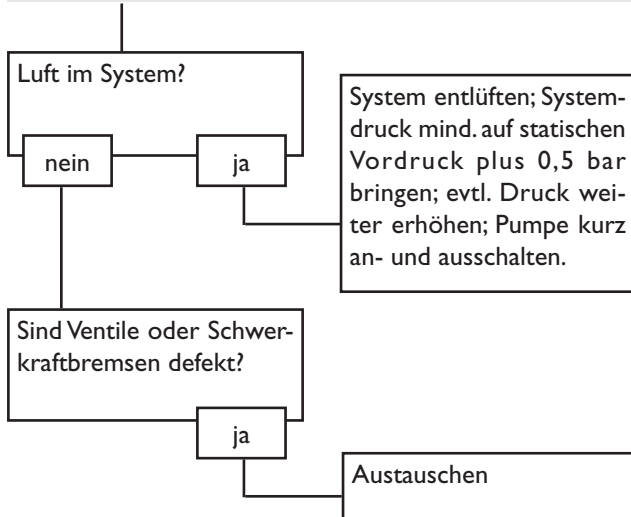 Luft im System?
nein
ja
System entlüften; System-
druck mind. auf statischen
Vordruck plus 0,5 bar
bringen; evtl. Druck wei-
ter erhöhen; Pumpe kurz
an- und ausschalten.
Sind Ventile oder Schwer-
kraftbremsen defekt?
ja
Austauschen